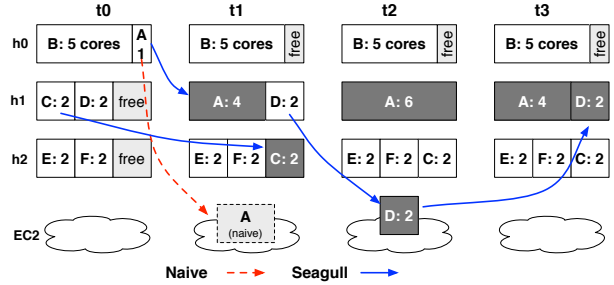 t0 t1 t2 t3
h0 B: 5 cores A 1 B: 5 cores free B: 5 cores free B: 5 cores free
h1 C: 2 D: 2 free A: 4 D: 2 A: 6 A: 4 D: 2
h2 E: 2 F: 2 free E: 2 F: 2 C: 2 E: 2 F: 2 C: 2 E: 2 F: 2 C: 2
EC2 A (naive) D: 2
Naive Seagull